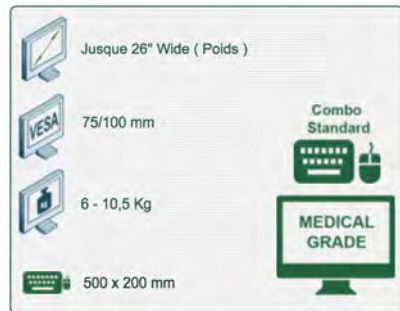 Jusque 26" Wide ( Poids )
VESA
75/100 mm
Combo
Standard
6 - 10,5 Kg
MEDICAL
GRADE
500 x 200 mm